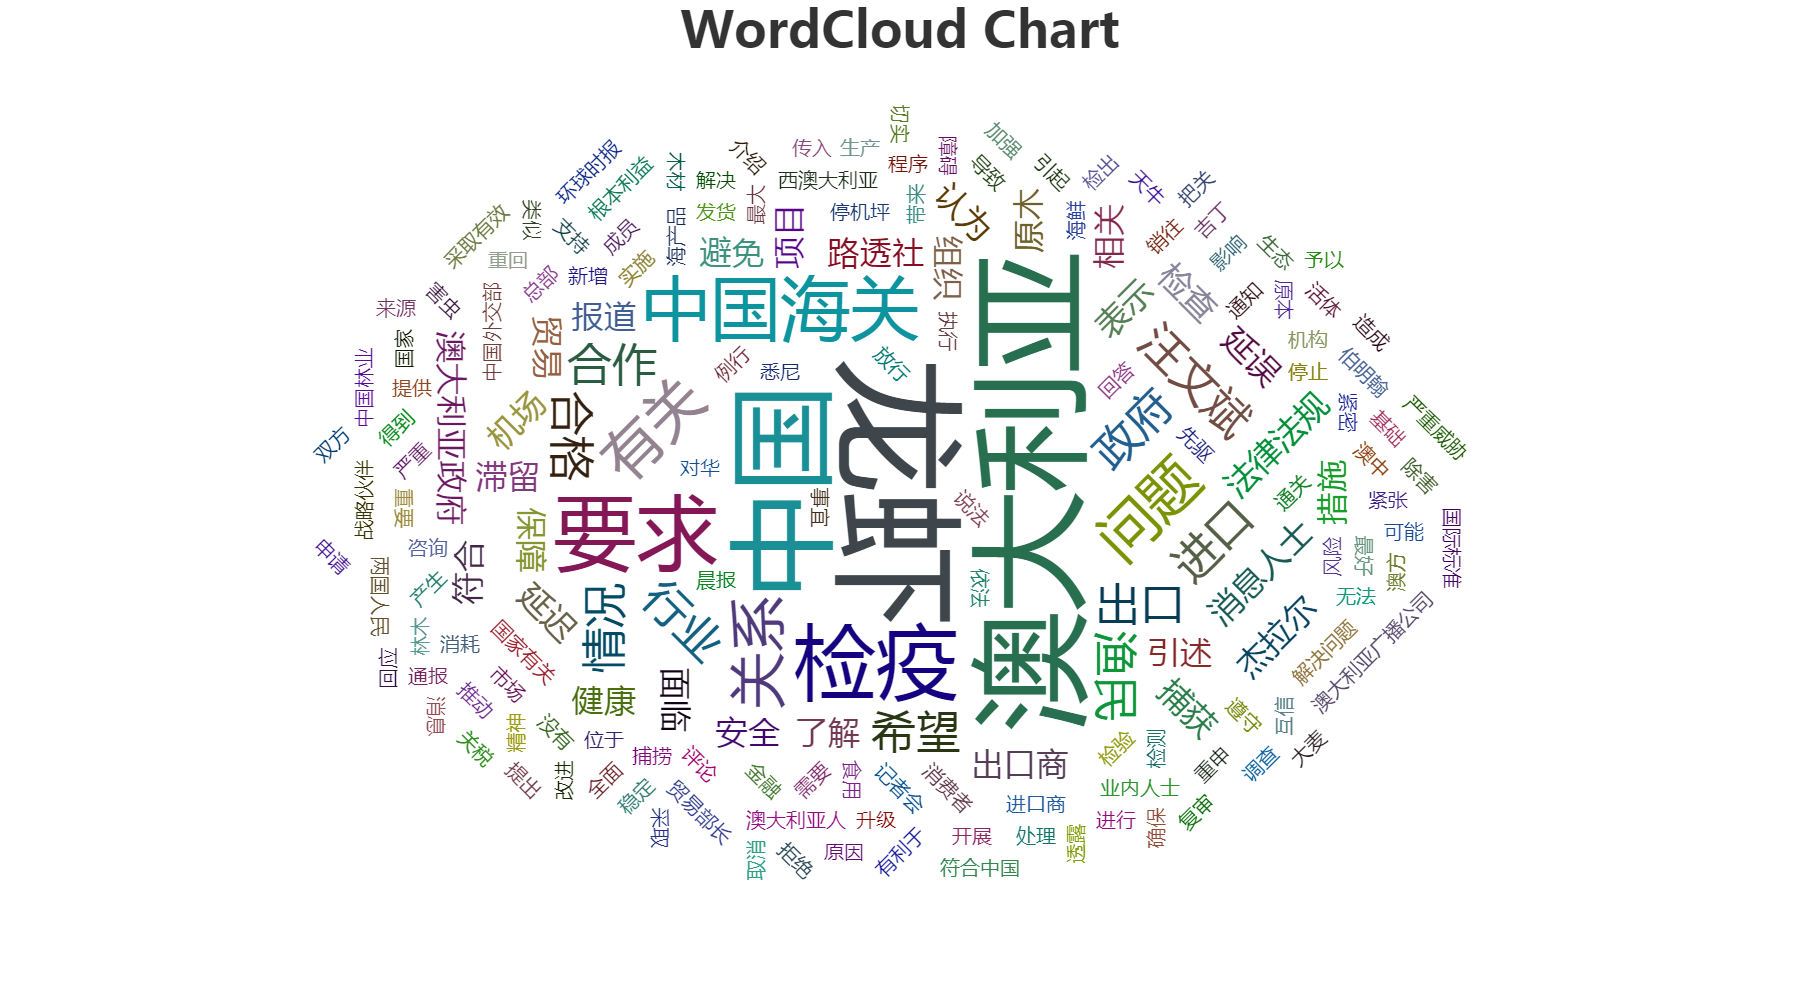 WordCloud Chart
切实
加强
障碍
传入
生产
介绍
程序
导致
引起
检出
环球时报
木材
解决
西澳大利亚
天牛
把关
根本利益
最大
认为
带来
原木
海鲜
相关
吉丁
采取有效
类似
支持
成员
海产品
发货
项目
停机坪
销往
影响
生态
予以
重回
总部
新增
实施
避免
路透社
组织
检查
通知
原本
活体
来源
害虫
中国外交部
报道
中国海关
执行
澳大利亚
表示
造成
国家
贸易
合作
例行
悉尼
放行
回答
汪文斌
延误
机构
停止
伯明翰
中国林业
提供
澳大利亚政府
机场
合格
有关
中国
龙虾
政府
先驱
法律法规
紧密
基础
严重威胁
双方
得到
严重
滞留
对华
问题
澳中
除害
战略伙伴
重要
保障
要求
事宜
说法
进口
通关
措施
紧张
可能
国际标准
申请
咨询
符合
晨报
依法
消息人士
风险
最好
澳方
两国人民
产生
延迟
情况
行业
关系
检疫
出口
无法
林木
消耗
国家有关
渔民
引述
杰拉尔
解决问题
澳大利亚广播公司
回应
通报
推动
市场
健康
面临
捕获
遵守
互信
消息
精神
没有
位于
安全
了解
希望
检验
检测
重申
大麦
关税
提出
改进
全面
捕捞
评论
金融
需要
食用
记者会
消费者
出口商
调查
业内人士
稳定
采取
贸易部长
澳大利亚人
升级
进口商
进行
确保
复审
取消
拒绝
原因
有利于
开展
处理
透露
符合中国